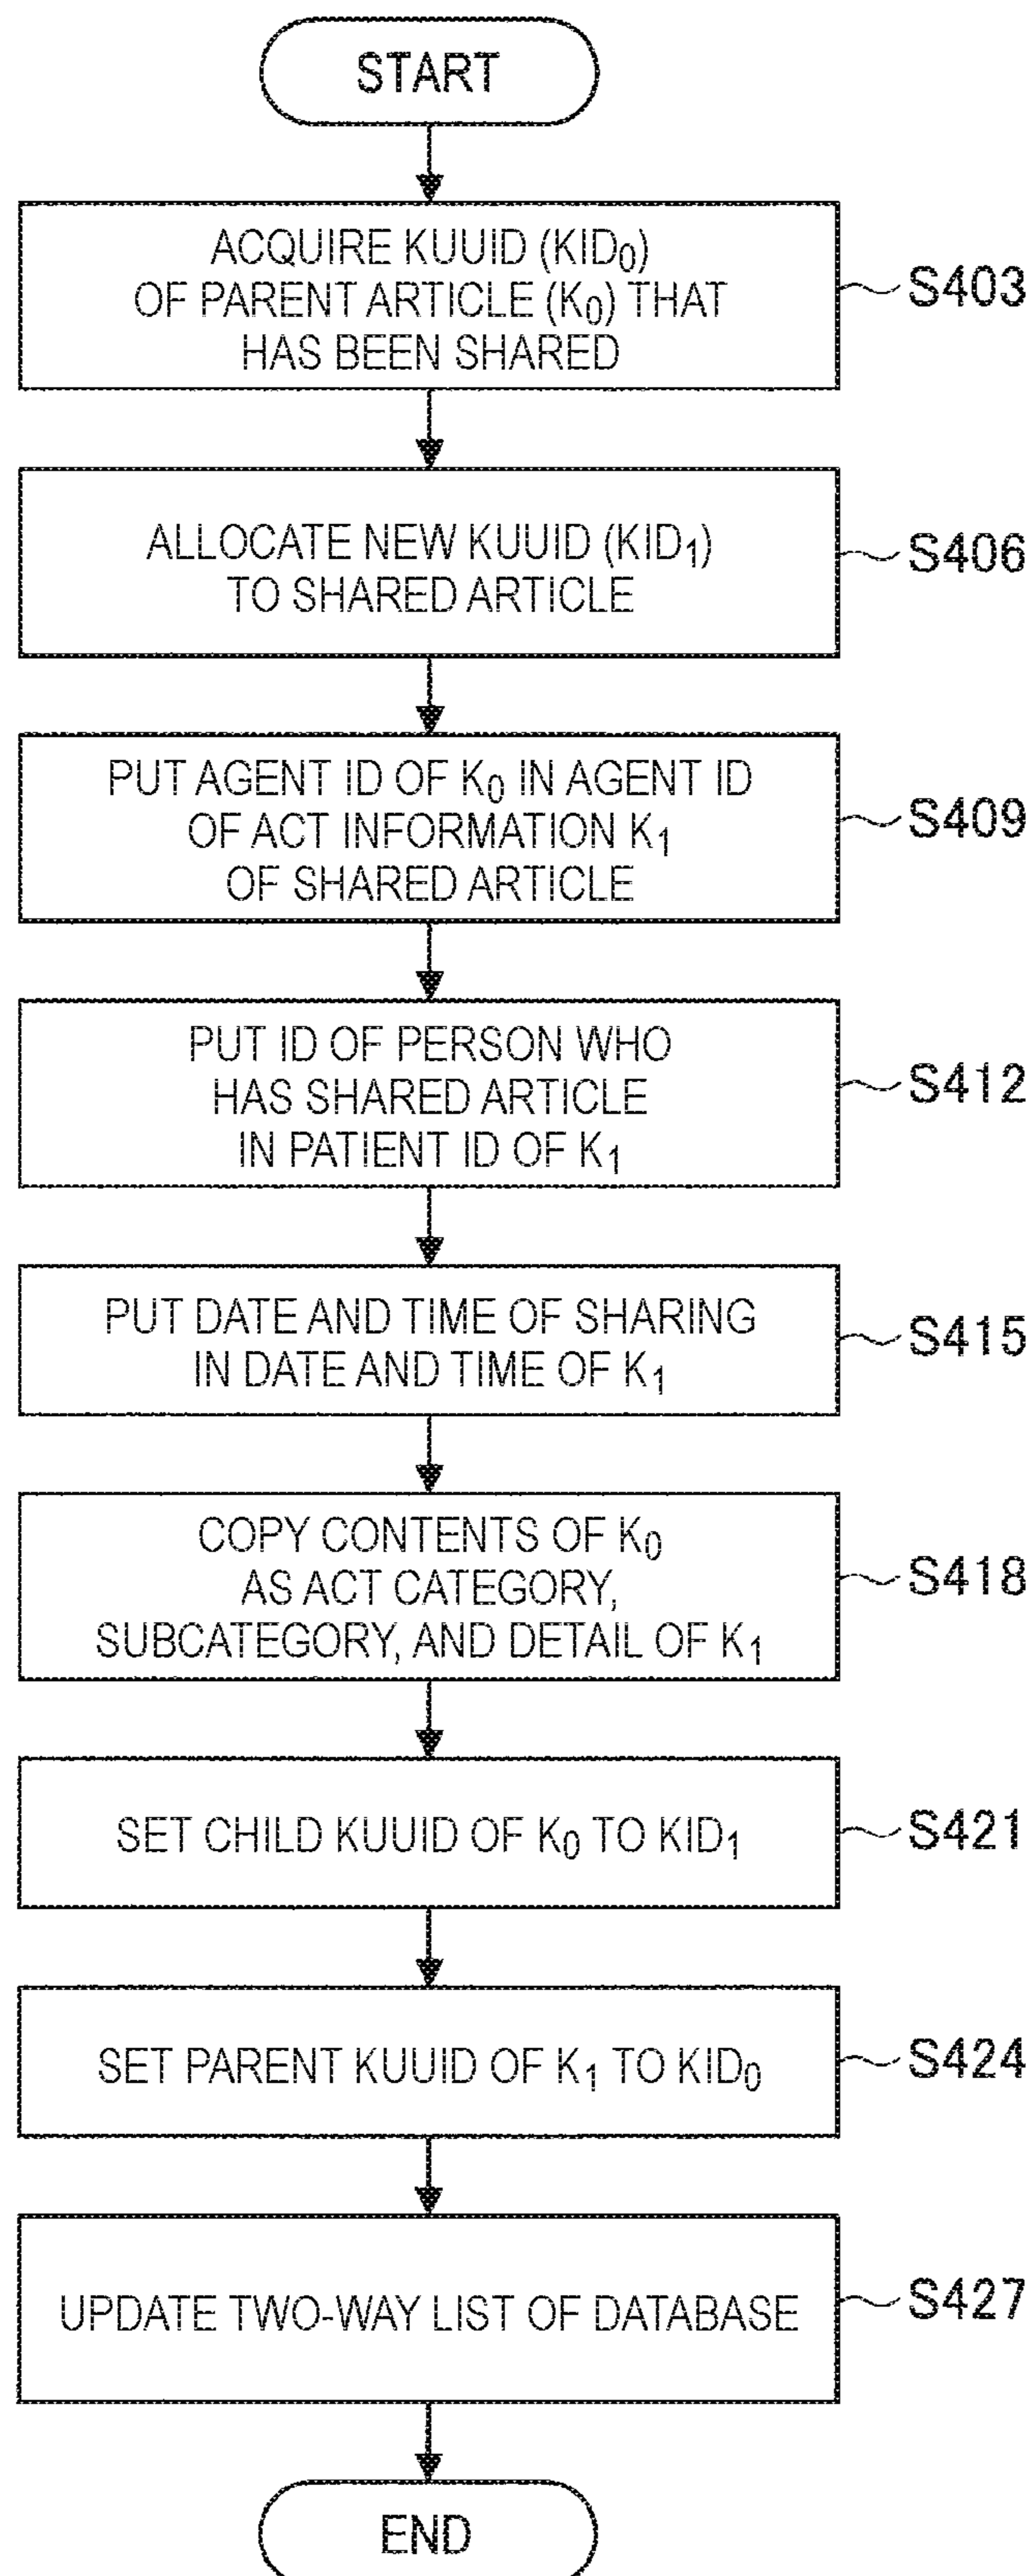 START
ACQUIRE KUUID (KID₀)
OF PARENT ARTICLE (K₀) THAT
HAS BEEN SHARED
S403
ALLOCATE NEW KUUID (KID₁)
TO SHARED ARTICLE
S406
PUT AGENT ID OF K₀ IN AGENT ID
OF ACT INFORMATION K₁
OF SHARED ARTICLE
S409
PUT ID OF PERSON WHO
HAS SHARED ARTICLE
IN PATIENT ID OF K₁
S412
PUT DATE AND TIME OF SHARING
IN DATE AND TIME OF K₁
S415
COPY CONTENTS OF K₀
AS ACT CATEGORY,
SUBCATEGORY, AND DETAIL OF K₁
S418
SET CHILD KUUID OF K₀ TO KID₁
S421
SET PARENT KUUID OF K₁ TO KID₀
S424
UPDATE TWO-WAY LIST OF DATABASE
S427
END